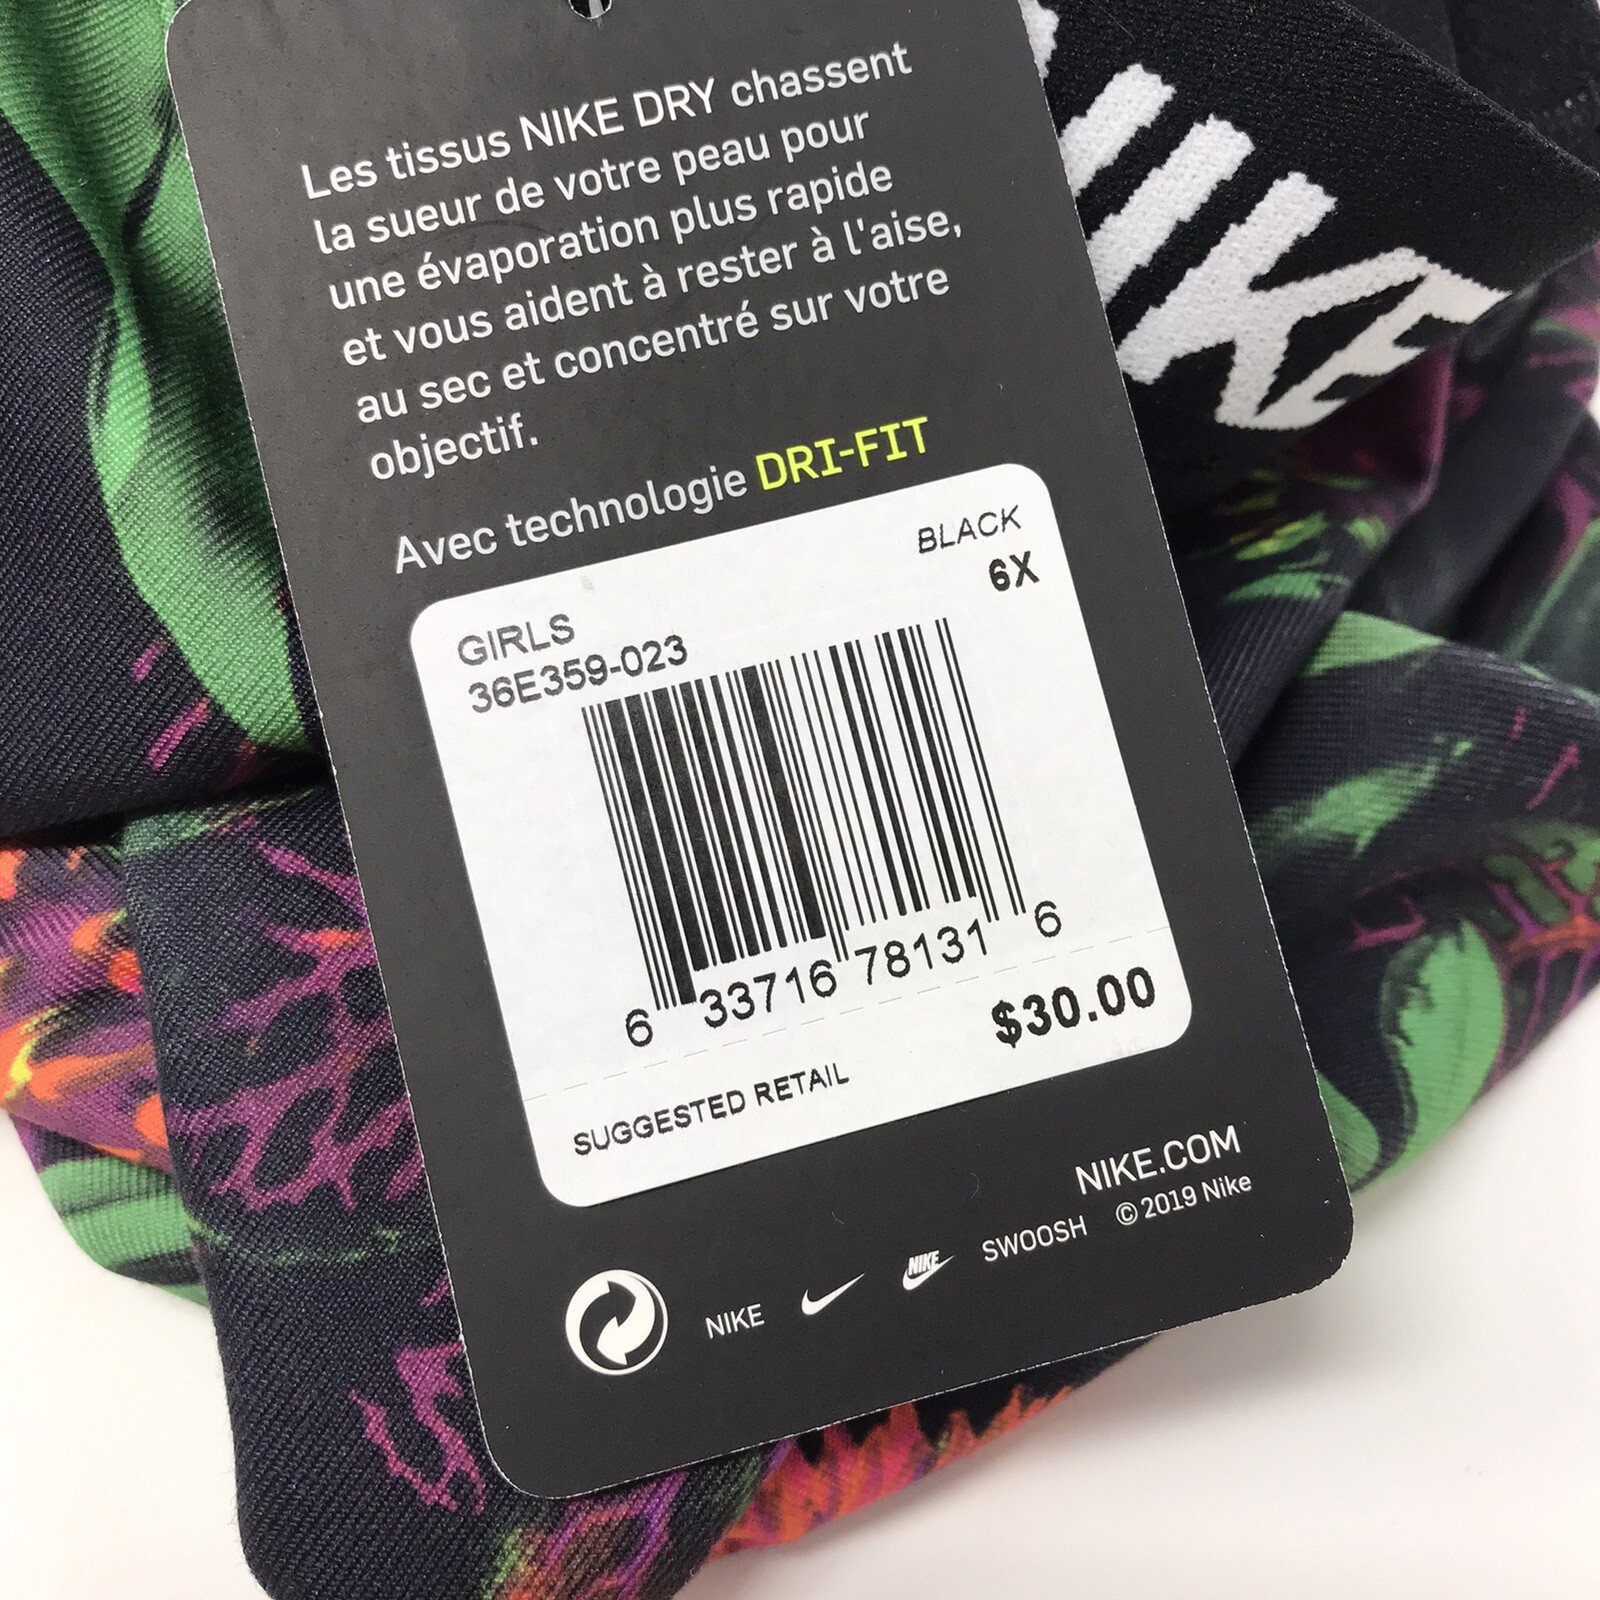 Les tissus NIKE DRY chassent
la sueur de votre peau pour
une évaporation plus rapide
et vous aident à rester à l'aise,
au sec et concentré sur votre
objectif.
Avec technologie DRI-FIT
BLACK
6X
GIRLS
36E359-023
6 33716 78131 6
$30.00
SUGGESTED RETAIL
NIKE.COM
© 2019 Nike
NIKE NIKE SWOOSH
NIKE